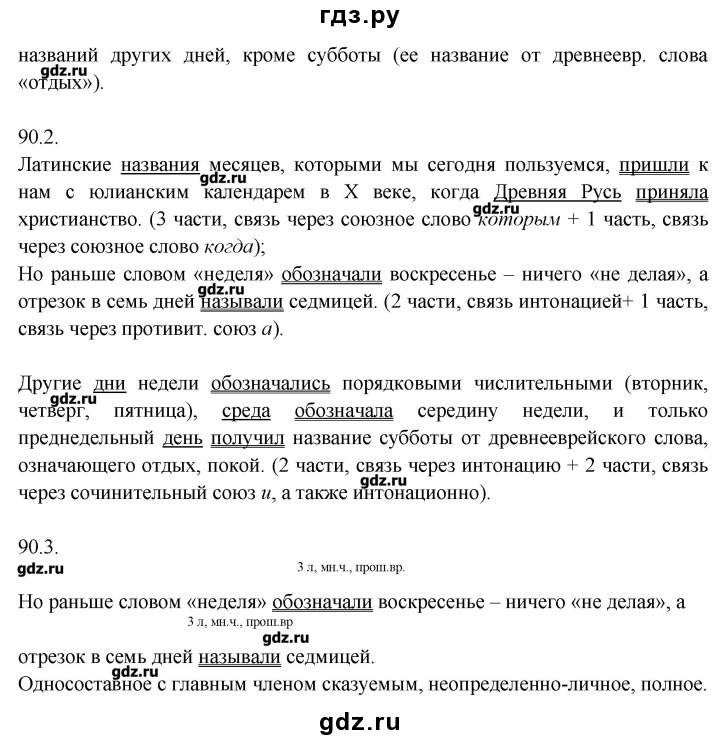 гдз.ру
названий других дней, кроме субботы (ее название от древнеевр. слова
gdz.ru
«отдых»).
90.2.
Латинские названия месяцев, которыми мы сегодня пользуемся, пришли к
gdz.ru
нам с юлианским календарем в X веке, когда Древняя Русь приняла
gdz.ru
христианство. (3 части, связь через союзное слово которым + 1 часть, связь
через союзное слово когда);
Но раньше словом «неделя» обозначали воскресенье – ничего «не делая», а
gdz.ru
отрезок в семь дней называли седмицей. (2 части, связь интонацией+ 1 часть,
связь через противит. союз а).
Другие дни недели обозначались порядковыми числительными (вторник,
gdz.ru
четверг, пятница), среда обозначала середину недели, и только
преднедельный день получил название субботы от древнееврейского слова,
означающего отдых, покой. (2 части, связь через интонацию + 2 части, связь
gdz.ru
через сочинительный союз и, а также интонационно).
90.3.
gdz.ru
3 л, мн.ч., прош.вр.
Но раньше словом «неделя» обозначали воскресенье – ничего «не делая», а
3 л, мн.ч., прош.вр
gdz.ru
отрезок в семь дней называли седмицей.
gdz.ru
Односоставное с главным членом сказуемым, неопределенно-личное, полное.
gdz.ru